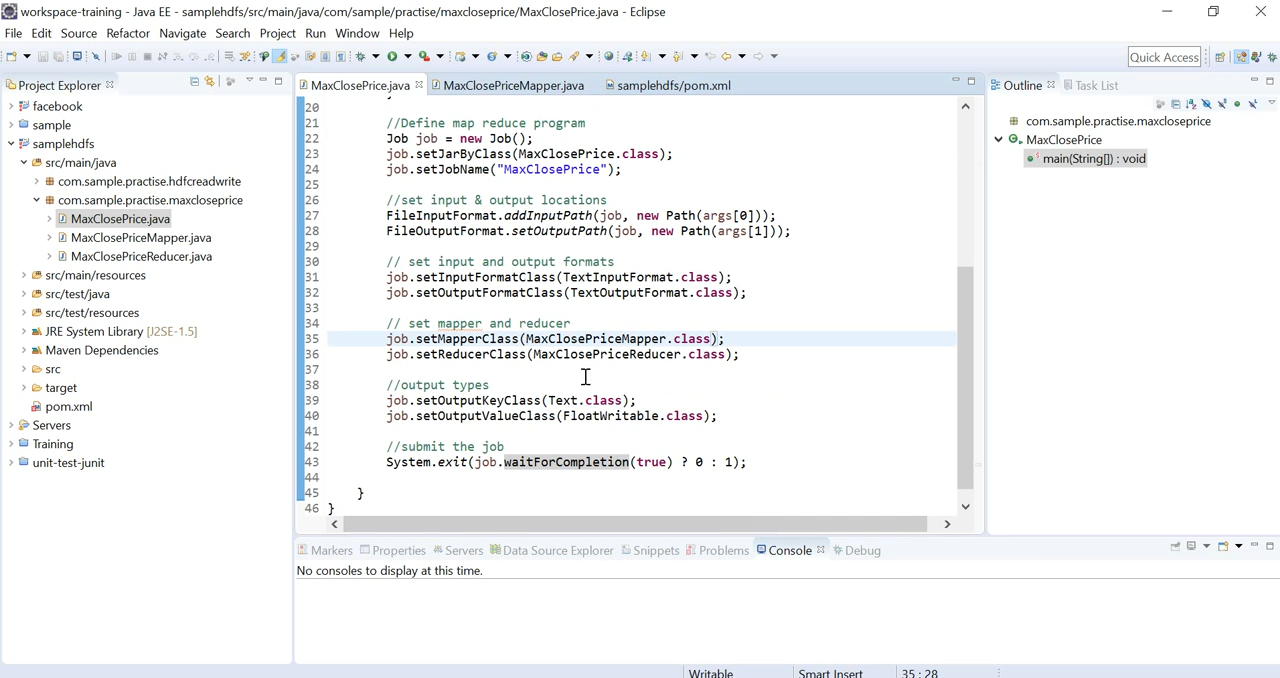 workspace-training - Java EE - samplehdfs/src/main/java/com/sample/practise/maxcloseprice/MaxClosePrice.java - Eclipse
File Edit Source Refactor Navigate Search Project Run Window Help
Quick Access
Project Explorer
facebook
sample
samplehdfs
src/main/java
com.sample.practise.hdfcreadwrite
com.sample.practise.maxcloseprice
MaxClosePrice.java
MaxClosePriceMapper.java
MaxClosePriceReducer.java
src/main/resources
src/test/java
src/test/resources
JRE System Library [J2SE-1.5]
Maven Dependencies
src
target
pom.xml
Servers
Training
unit-test-junit
MaxClosePrice.java MaxClosePriceMapper.java samplehdfs/pom.xml
20
21 //Define map reduce program
22 Job job = new Job();
23 job.setJarByClass(MaxClosePrice.class);
24 job.setJobName("MaxClosePrice");
25
26 //set input & output locations
27 FileInputFormat.addInputPath(job, new Path(args[0]));
28 FileOutputFormat.setOutputPath(job, new Path(args[1]));
29
30 // set input and output formats
31 job.setInputFormatClass(TextInputFormat.class);
32 job.setOutputFormatClass(TextOutputFormat.class);
33
34 // set mapper and reducer
35 job.setMapperClass(MaxClosePriceMapper.class);
36 job.setReducerClass(MaxClosePriceReducer.class);
37
38 //output types
39 job.setOutputKeyClass(Text.class);
40 job.setOutputValueClass(FloatWritable.class);
41
42 //submit the job
43 System.exit(job.waitForCompletion(true) ? 0 : 1);
44
45 }
46 }
Outline Task List
com.sample.practise.maxcloseprice
MaxClosePrice
main(String[]) : void
Markers Properties Servers Data Source Explorer Snippets Problems Console Debug
No consoles to display at this time.
Writable Smart Insert 35 : 28